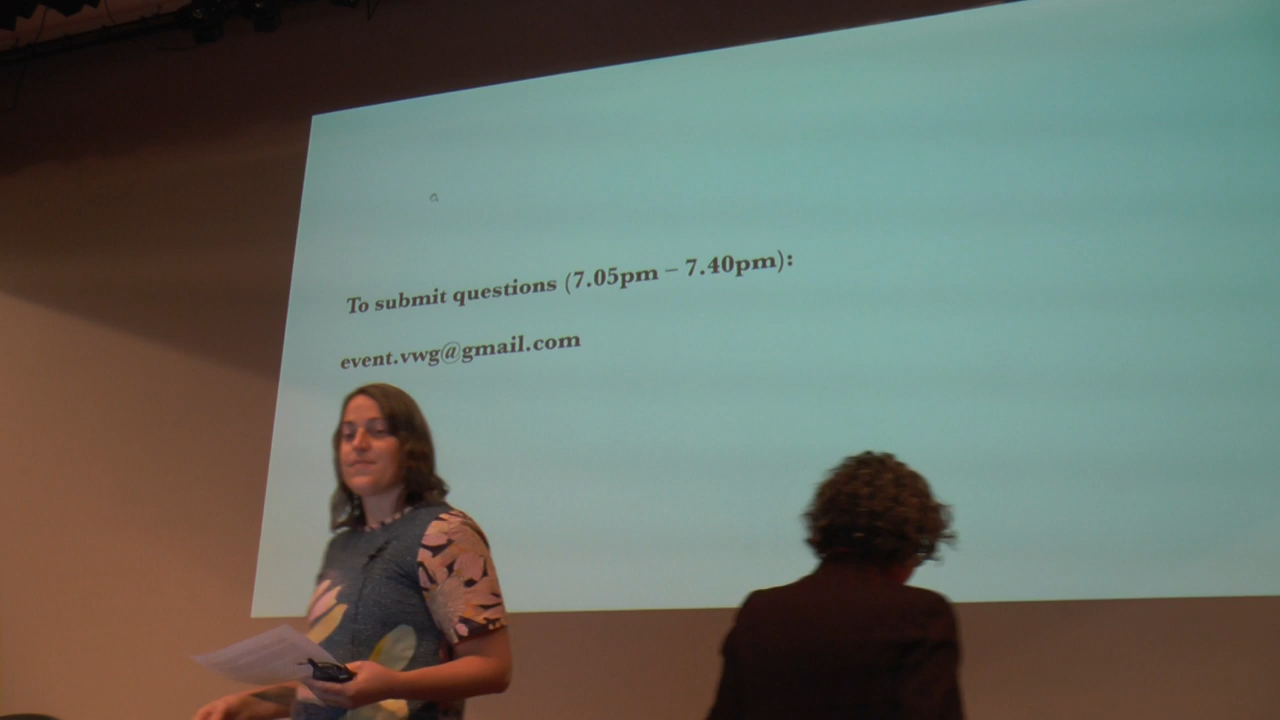 To submit questions (7.05pm – 7.40pm):
event.vwg@gmail.com